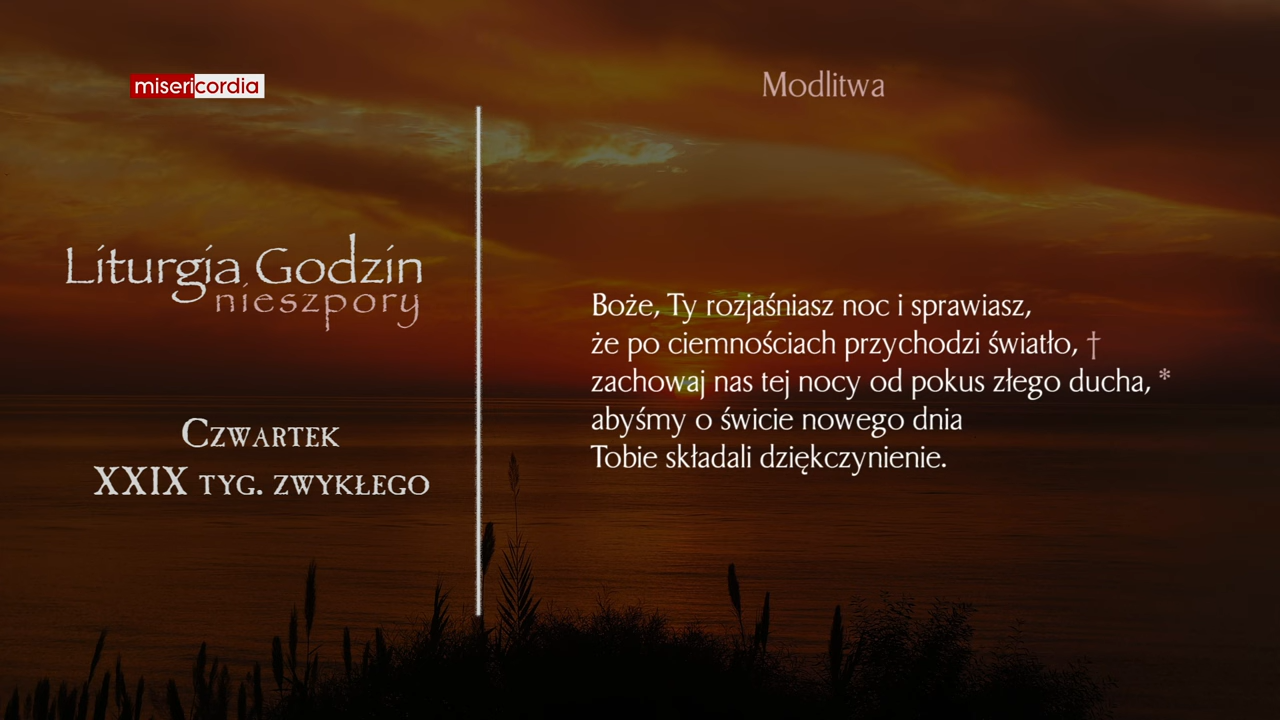 misericordia
Liturgia Godzin
nieszpory
Czwartek
XXIX tyg. zwykłego
Modlitwa
Boże, Ty rozjaśniasz noc i sprawiasz,
że po ciemnościach przychodzi światło, †
zachowaj nas tej nocy od pokus złego ducha, *
abyśmy o świcie nowego dnia
Tobie składali dziękczynienie.